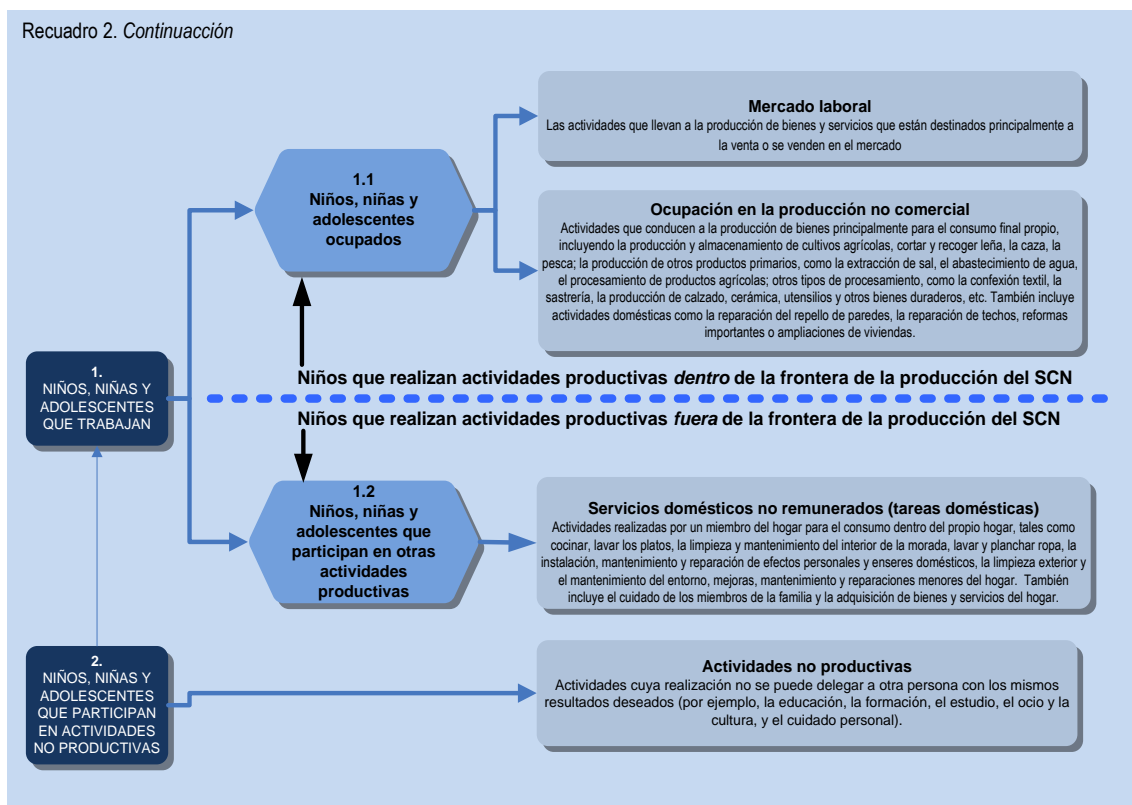 Recuadro 2. Continuacción
Mercado laboral
Las actividades que llevan a la producción de bienes y servicios que están destinados principalmente a
la venta o se venden en el mercado
1.1
Niños, niñas y
adolescentes
ocupados
Ocupación en la producción no comercial
Actividades que conducen a la producción de bienes principalmente para el consumo final propio,
incluyendo la producción y almacenamiento de cultivos agrícolas, cortar y recoger leña, la caza, la
pesca; la producción de otros productos primarios, como la extracción de sal, el abastecimiento de agua,
el procesamiento de productos agrícolas; otros tipos de procesamiento, como la confexión textil, la
sastrería, la producción de calzado, cerámica, utensilios y otros bienes duraderos, etc. También incluye
actividades domésticas como la reparación del repello de paredes, la reparación de techos, reformas
importantes o ampliaciones de viviendas.
1.
NIÑOS, NIÑAS Y
ADOLESCENTES
QUE TRABAJAN
Niños que realizan actividades productivas dentro de la frontera de la producción del SCN
Niños que realizan actividades productivas fuera de la frontera de la producción del SCN
1.2
Niños, niñas y
adolescentes que
participan en otras
actividades
productivas
Servicios domésticos no remunerados (tareas domésticas)
Actividades realizadas por un miembro del hogar para el consumo dentro del propio hogar, tales como
cocinar, lavar los platos, la limpieza y mantenimiento del interior de la morada, lavar y planchar ropa, la
instalación, mantenimiento y reparación de efectos personales y enseres domésticos, la limpieza exterior y
el mantenimiento del entorno, mejoras, mantenimiento y reparaciones menores del hogar. También
incluye el cuidado de los miembros de la familia y la adquisición de bienes y servicios del hogar.
2.
NIÑOS, NIÑAS Y
ADOLESCENTES
QUE PARTICIPAN
EN ACTIVIDADES
NO PRODUCTIVAS
Actividades no productivas
Actividades cuya realización no se puede delegar a otra persona con los mismos
resultados deseados (por ejemplo, la educación, la formación, el estudio, el ocio y la
cultura, y el cuidado personal).